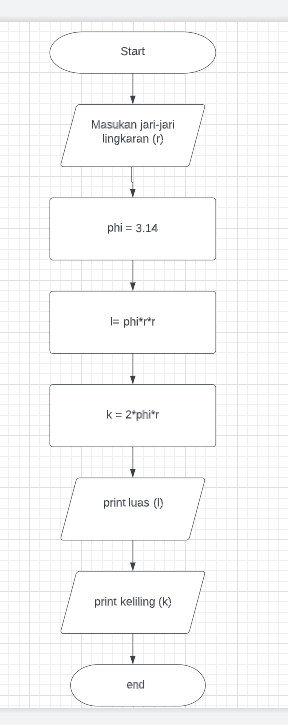 Start
Masukan jari-jari
lingkaran (r)
phi = 3.14
l= phi*r*r
k = 2*phi*r
print luas (l)
print keliling (k)
end